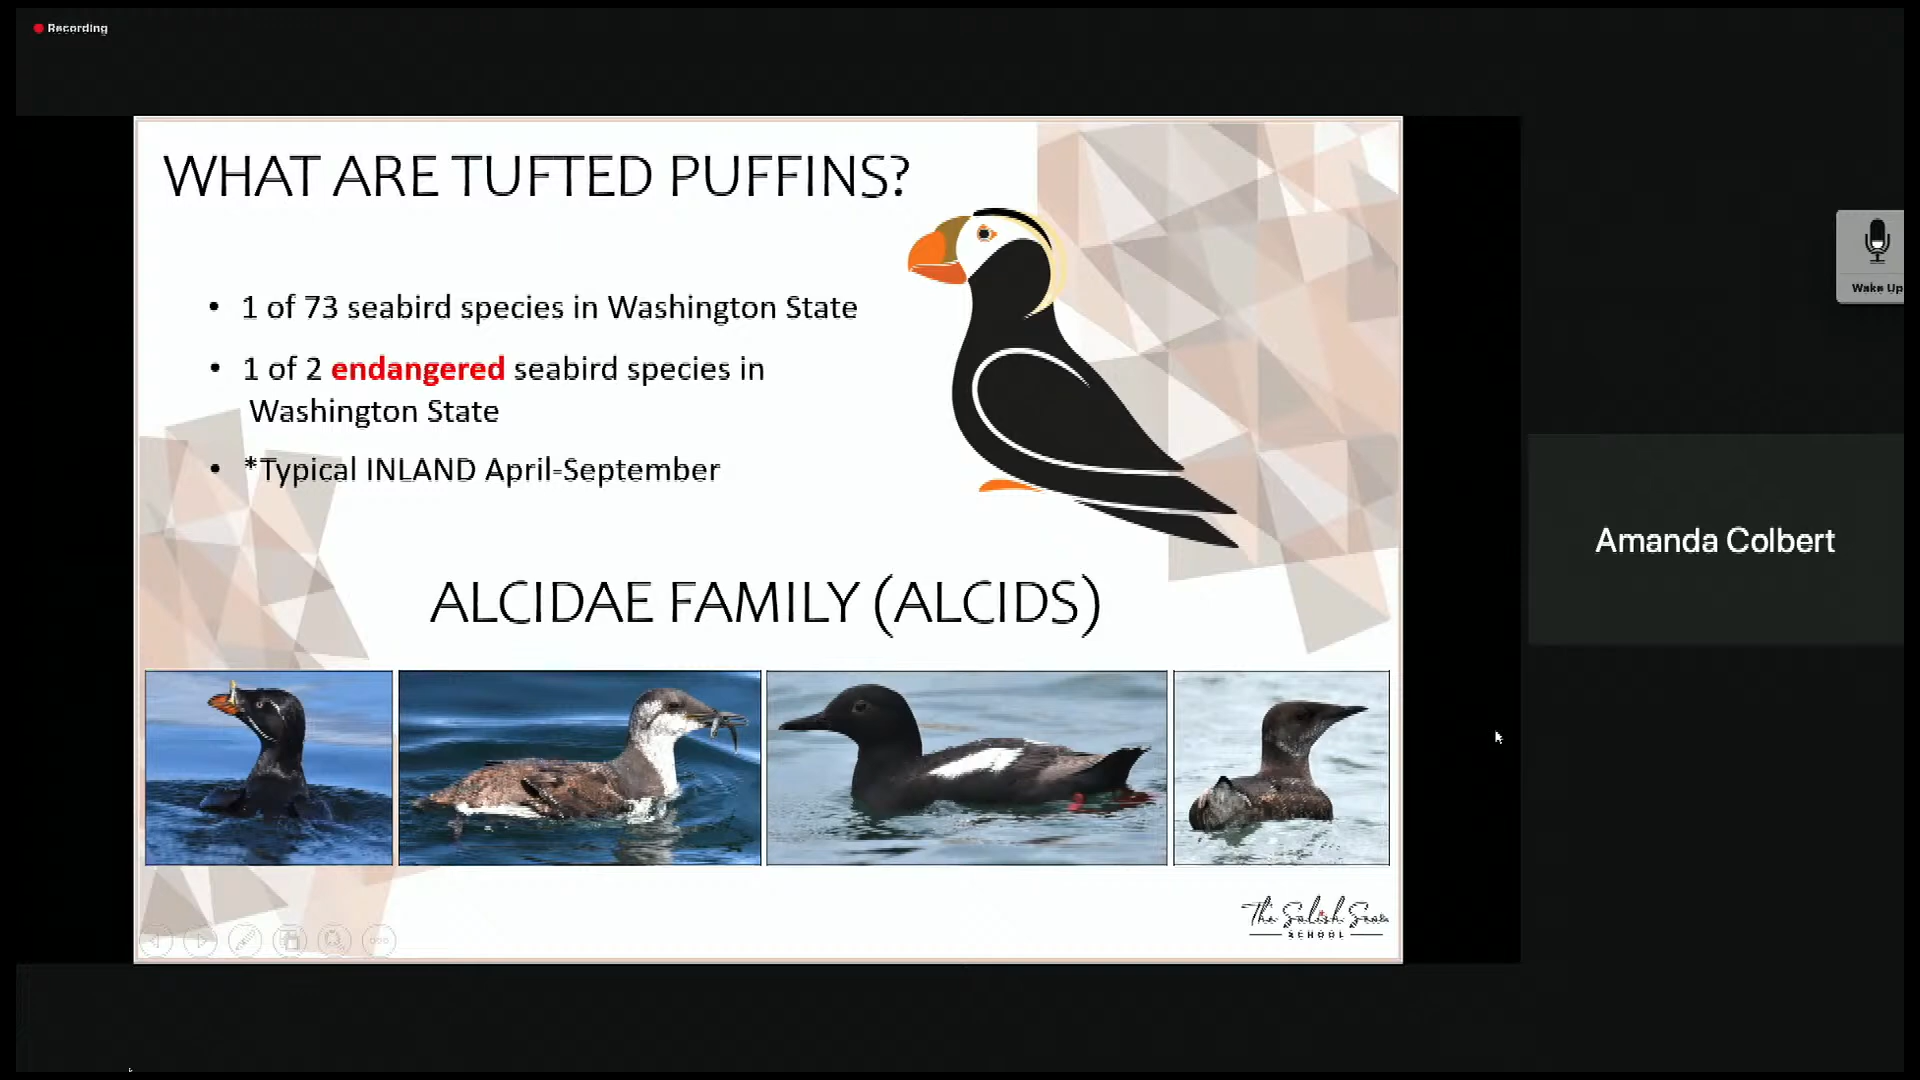 Recording
WHAT ARE TUFTED PUFFINS?
• 1 of 73 seabird species in Washington State
• 1 of 2 endangered seabird species in
Washington State
• *Typical INLAND April-September
ALCIDAE FAMILY (ALCIDS)
The Salish Sea
SCHOOL
Amanda Colbert
Wake Up